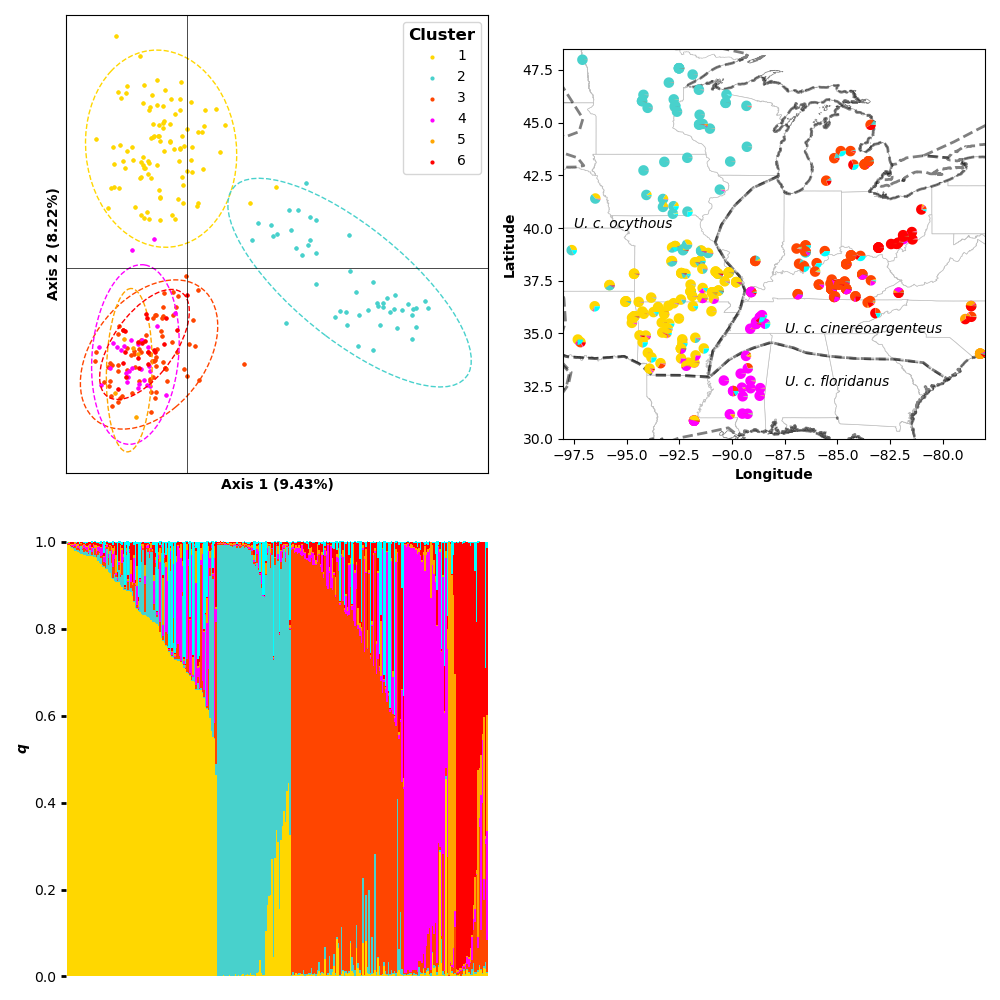 Cluster
1
2
3
4
5
6
Axis 2 (8.22%)
Axis 1 (9.43%)
47.5
45.0
42.5
40.0
37.5
35.0
32.5
30.0
Latitude
U. c. ocythous
U. c. cinereoargenteus
U. c. floridanus
−97.5 −95.0 −92.5 −90.0 −87.5 −85.0 −82.5 −80.0
Longitude
1.0
0.8
0.6
0.4
0.2
0.0
q